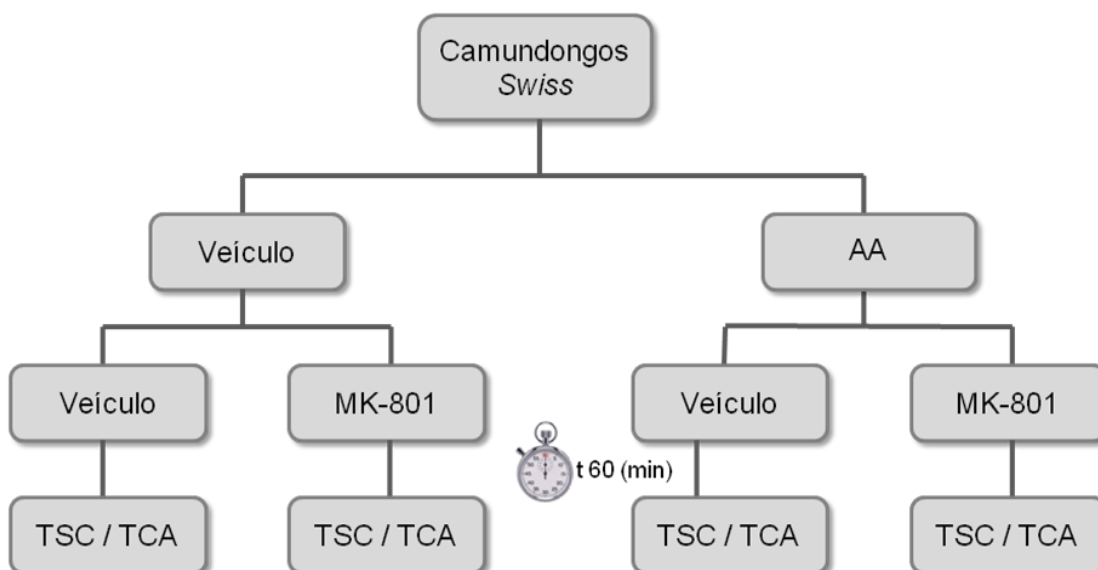 Camundongos
Swiss
Veículo
AA
Veículo
MK-801
Veículo
MK-801
t 60 (min)
TSC / TCA
TSC / TCA
TSC / TCA
TSC / TCA